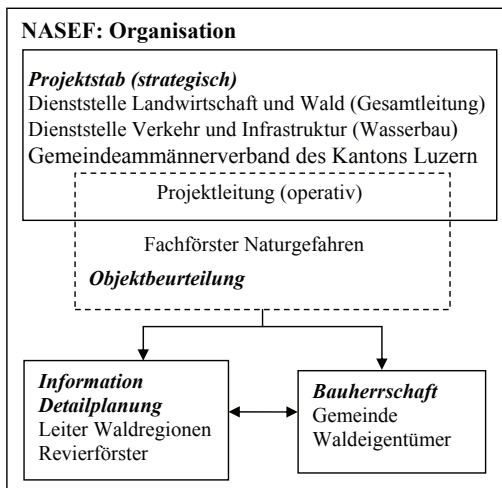 NASEF: Organisation
Projektstab (strategisch)
Dienststelle Landwirtschaft und Wald (Gesamtleitung)
Dienststelle Verkehr und Infrastruktur (Wasserbau)
Gemeindeammännerverband des Kantons Luzern
Projektleitung (operativ)
Fachförster Naturgefahren
Objektbeurteilung
Information
Detailplanung
Leiter Waldregionen
Revierförster
Bauherrschaft
Gemeinde
Waldeigentümer